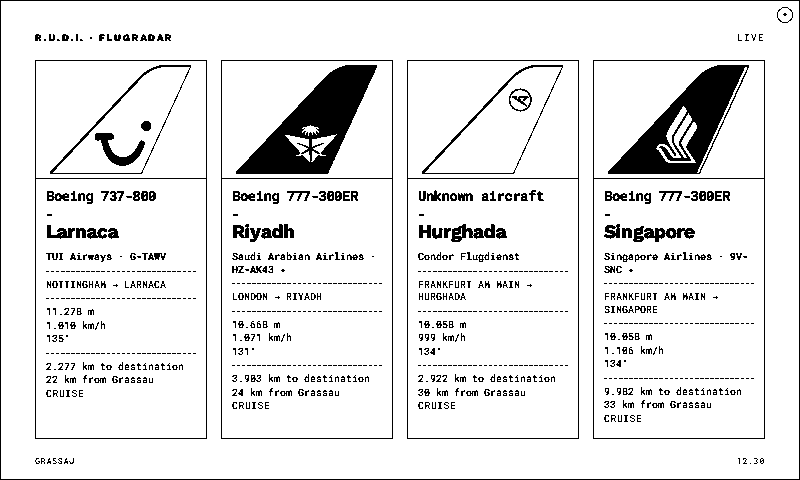 R.U.D.I. · FLUGRADAR
LIVE
Boeing 737-800
-
Larnaca
TUI Airways · G-TAWV
NOTTINGHAM → LARNACA
11.278 m
1.010 km/h
135°
2.277 km to destination
22 km from Grassau
CRUISE
Boeing 777-300ER
-
Riyadh
Saudi Arabian Airlines ·
HZ-AK43 ✦
LONDON → RIYADH
10.668 m
1.071 km/h
131°
3.903 km to destination
24 km from Grassau
CRUISE
Unknown aircraft
-
Hurghada
Condor Flugdienst
FRANKFURT AM MAIN →
HURGHADA
10.058 m
999 km/h
134°
2.922 km to destination
30 km from Grassau
CRUISE
Boeing 777-300ER
-
Singapore
Singapore Airlines · 9V-
SNC ✦
FRANKFURT AM MAIN →
SINGAPORE
10.058 m
1.106 km/h
134°
9.982 km to destination
33 km from Grassau
CRUISE
GRASSAU
12.30